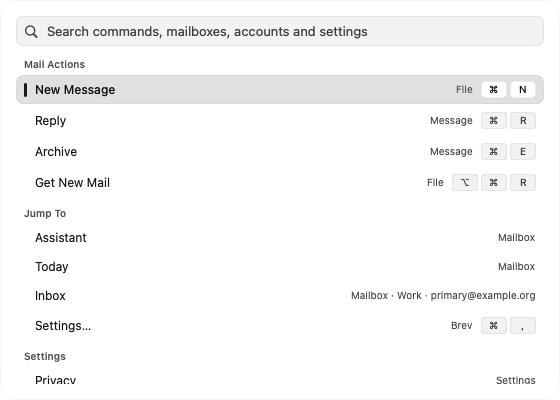 Search commands, mailboxes, accounts and settings
Mail Actions
New Message File ⌘ N
Reply Message ⌘ R
Archive Message ⌘ E
Get New Mail File ⌥ ⌘ R
Jump To
Assistant Mailbox
Today Mailbox
Inbox Mailbox · Work · primary@example.org
Settings... Brev ⌘ ,
Settings
Privacy Settings